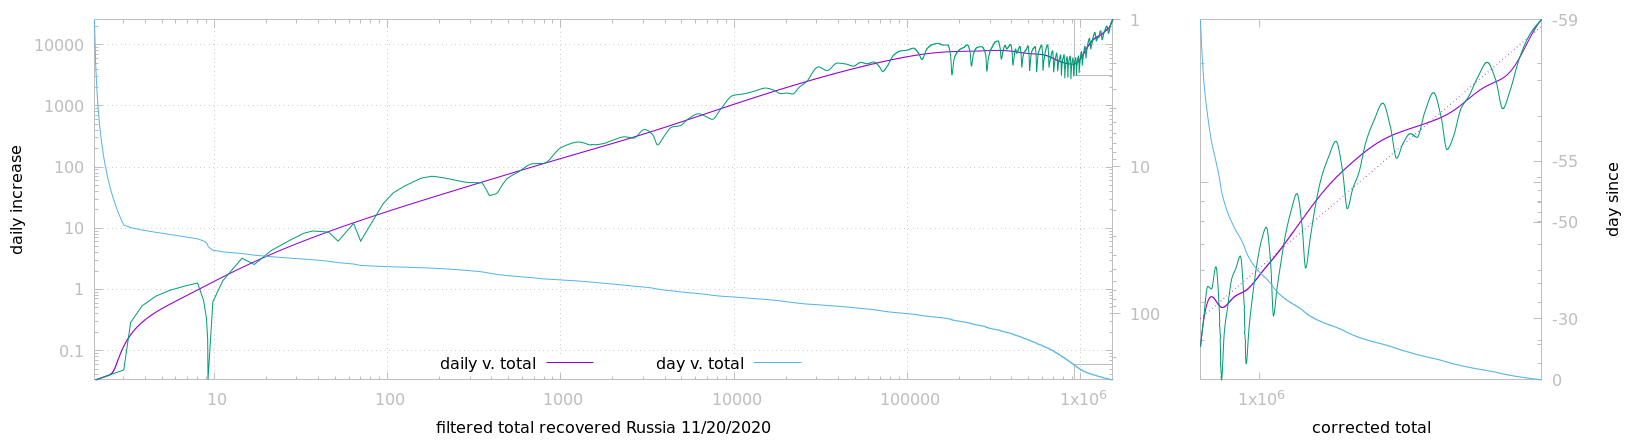 10000
1000
100
10
1
0.1
daily increase
daily v. total
day v. total
10
100
1000
10000
100000
1x10^6
filtered total recovered Russia 11/20/2020
1
10
100
-59
-55
-50
-30
0
day since
1x10^6
corrected total